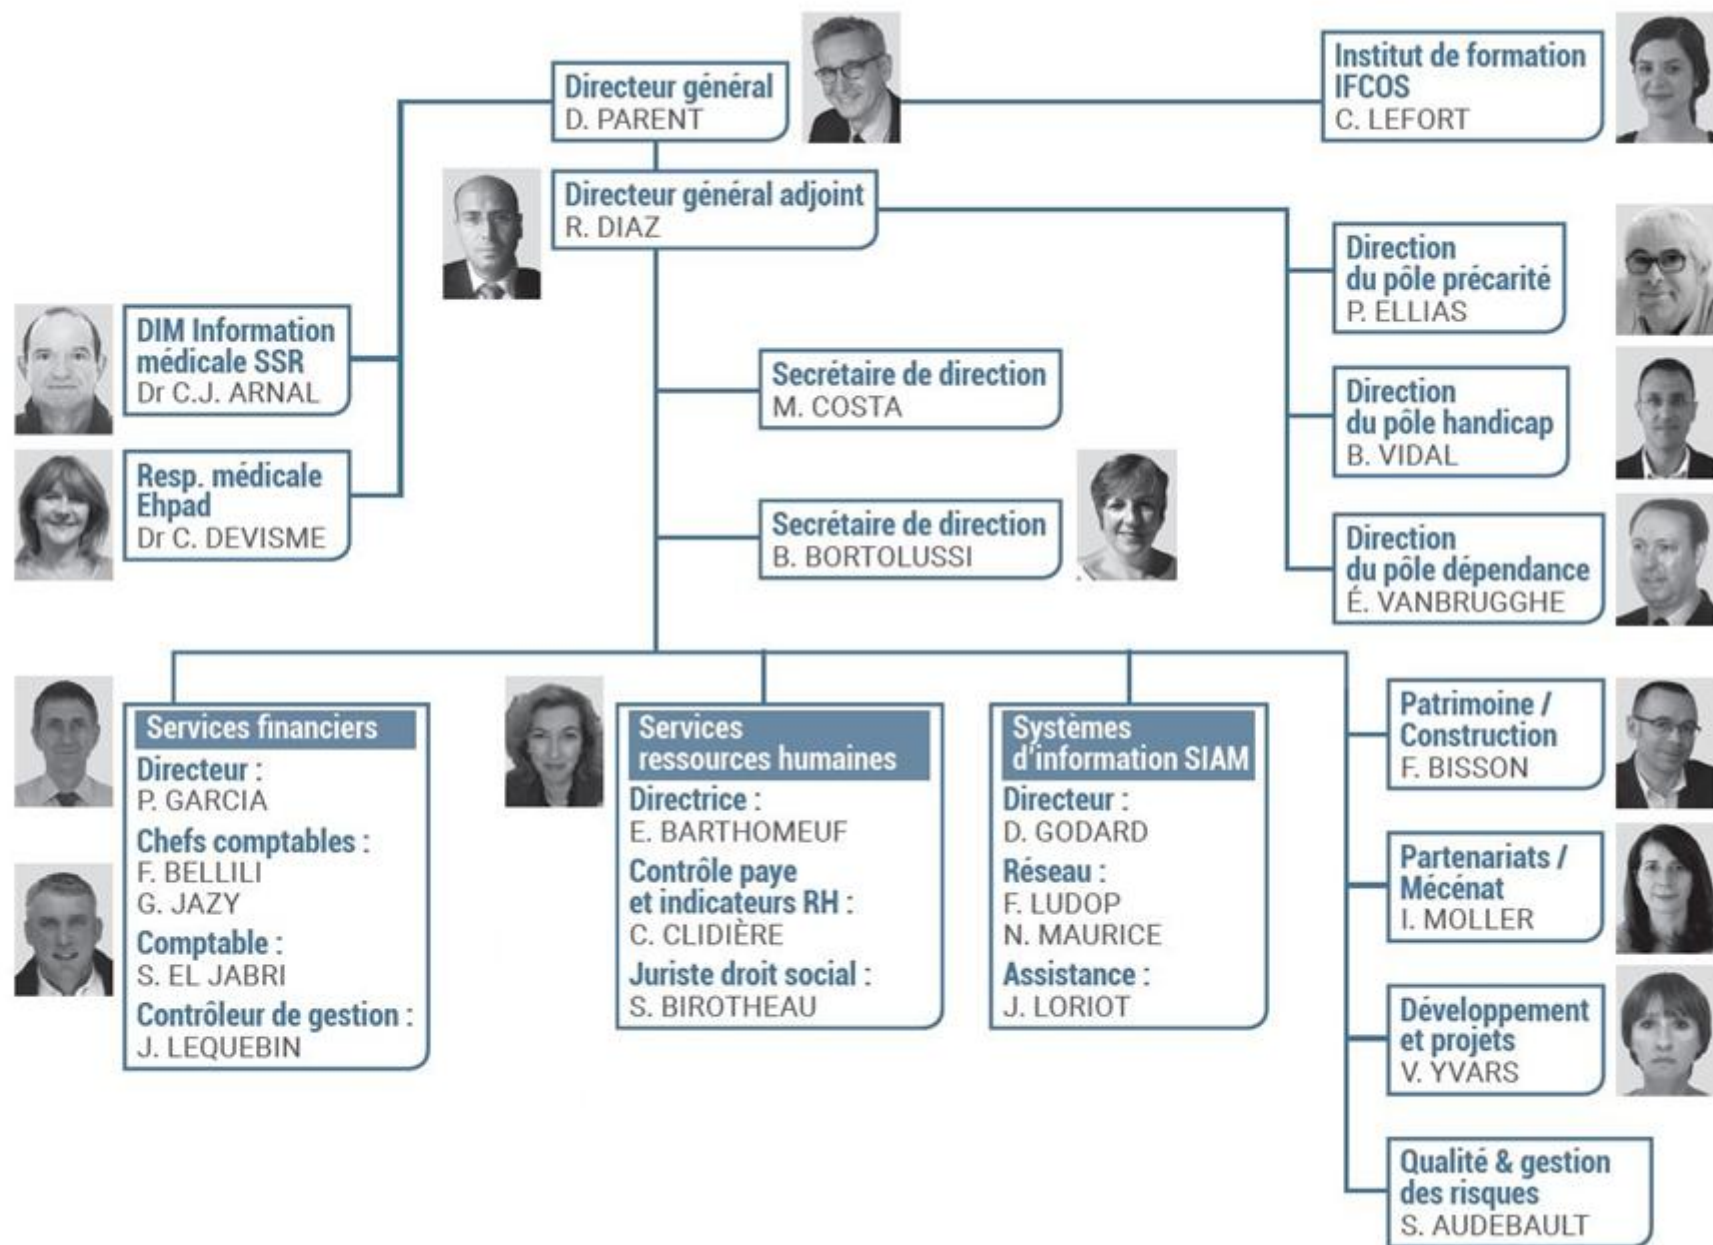 Directeur général
D. PARENT
Institut de formation
IFCOS
C. LEFORT
Directeur général adjoint
R. DIAZ
Direction
du pôle précarité
P. ELLIAS
DIM Information
médicale SSR
Dr C.J. ARNAL
Secrétaire de direction
M. COSTA
Direction
du pôle handicap
B. VIDAL
Resp. médicale
Ehpad
Dr C. DEVISME
Secrétaire de direction
B. BORTOLUSSI
Direction
du pôle dépendance
É. VANBRUGGHE
Services financiers
Directeur :
P. GARCIA
Chefs comptables :
F. BELLILI
G. JAZY
Comptable :
S. EL JABRI
Contrôleur de gestion :
J. LEQUEBIN
Services
ressources humaines
Directrice :
E. BARTHOMEUF
Contrôle paye
et indicateurs RH :
C. CLIDIÈRE
Juriste droit social :
S. BIROTHEAU
Systèmes
d'information SIAM
Directeur :
D. GODARD
Réseau :
F. LUDOP
N. MAURICE
Assistance :
J. LORIOT
Patrimoine /
Construction
F. BISSON
Partenariats /
Mécénat
I. MOLLER
Développement
et projets
V. YVARS
Qualité & gestion
des risques
S. AUDEBAULT